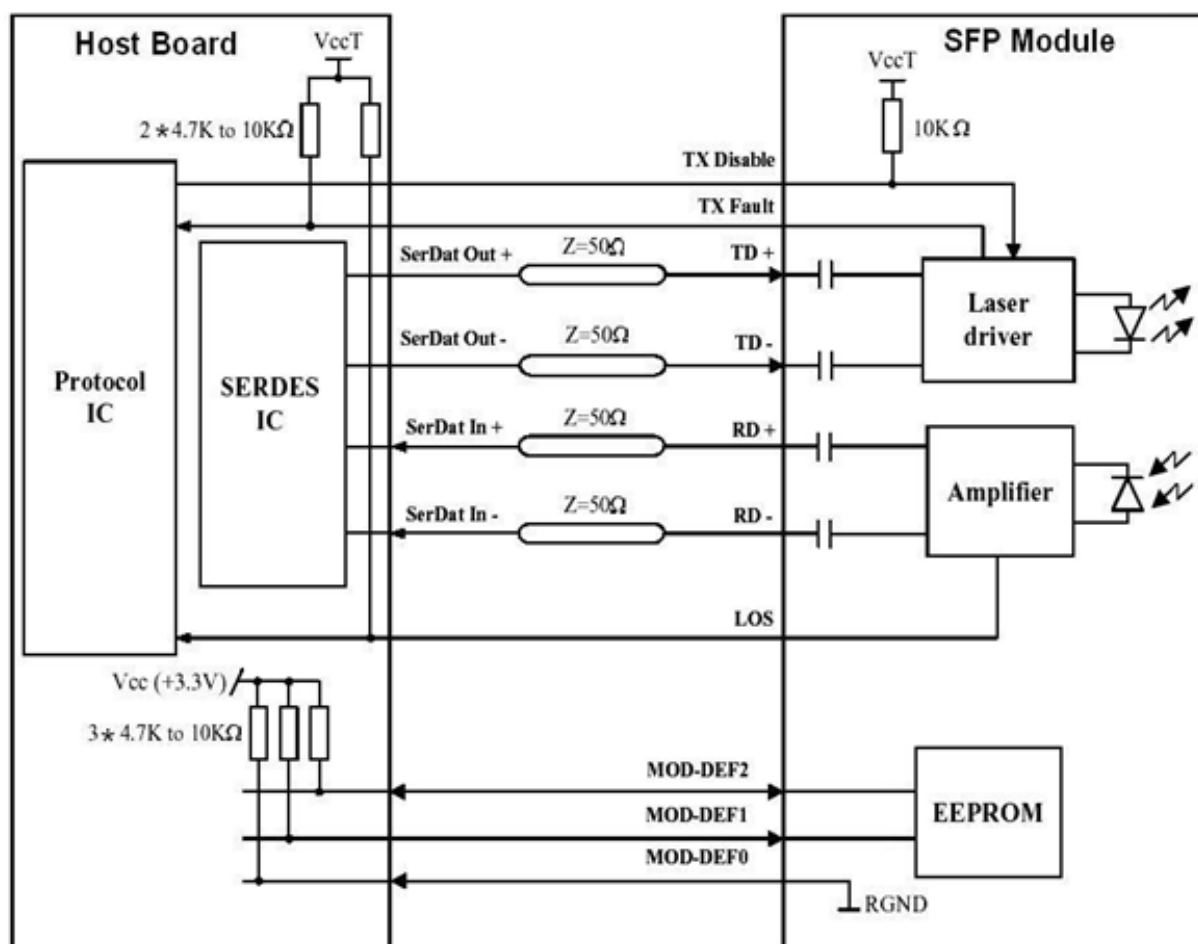 Host Board
SFP Module
VccT
VccT
2*4.7K to 10KΩ
10KΩ
TX Disable
TX Fault
SerDat Out +
Z=50Ω
TD +
Laser
driver
SerDat Out -
Z=50Ω
TD -
Protocol
IC
SERDES
IC
SerDat In +
Z=50Ω
RD +
Amplifier
SerDat In -
Z=50Ω
RD -
LOS
Vcc (+3.3V)
3*4.7K to 10KΩ
MOD-DEF2
MOD-DEF1
EEPROM
MOD-DEF0
RGND